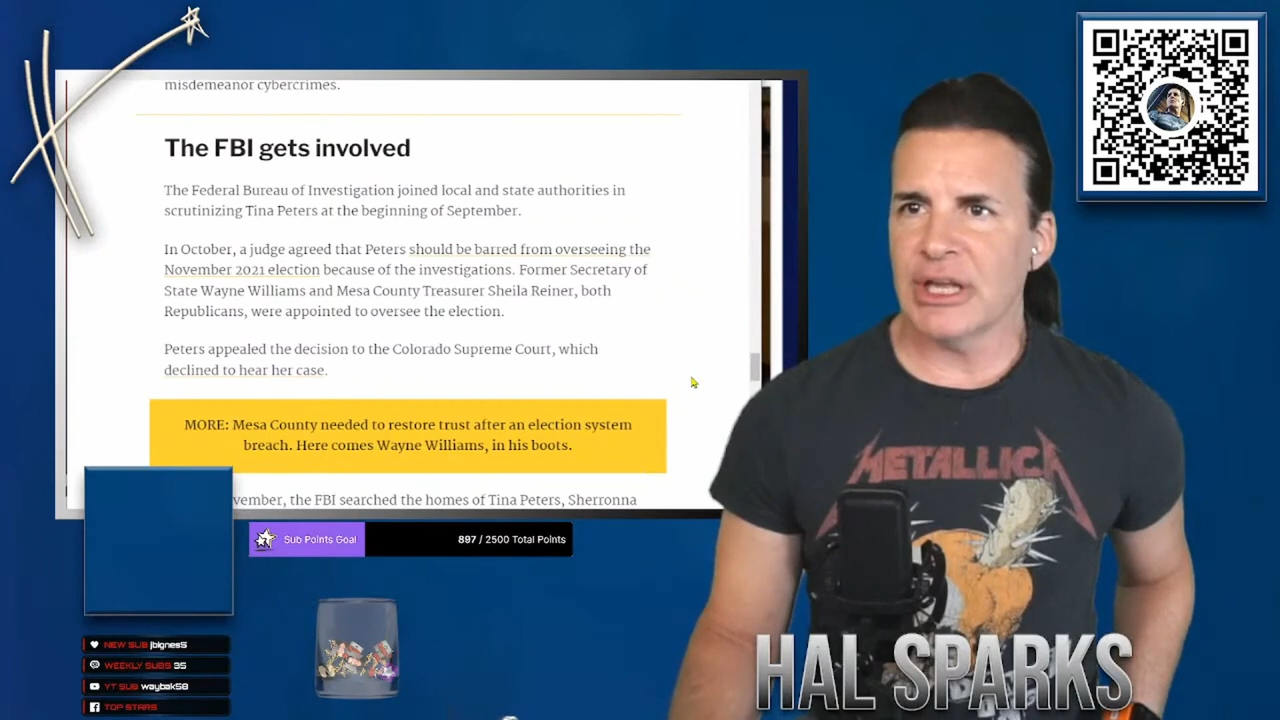 misdemeanor cybercrimes.
The FBI gets involved
The Federal Bureau of Investigation joined local and state authorities in
scrutinizing Tina Peters at the beginning of September.
In October, a judge agreed that Peters should be barred from overseeing the
November 2021 election because of the investigations. Former Secretary of
State Wayne Williams and Mesa County Treasurer Sheila Reiner, both
Republicans, were appointed to oversee the election.
Peters appealed the decision to the Colorado Supreme Court, which
declined to hear her case.
MORE: Mesa County needed to restore trust after an election system
breach. Here comes Wayne Williams, in his boots.
vember, the FBI searched the homes of Tina Peters, Sherronna
Sub Points Goal
897 / 2500 Total Points
NEW SUB jbignes5
WEEKLY SUBS 35
YT SUB waybak58
TOP STARS
METALLICA
HAL SPARKS